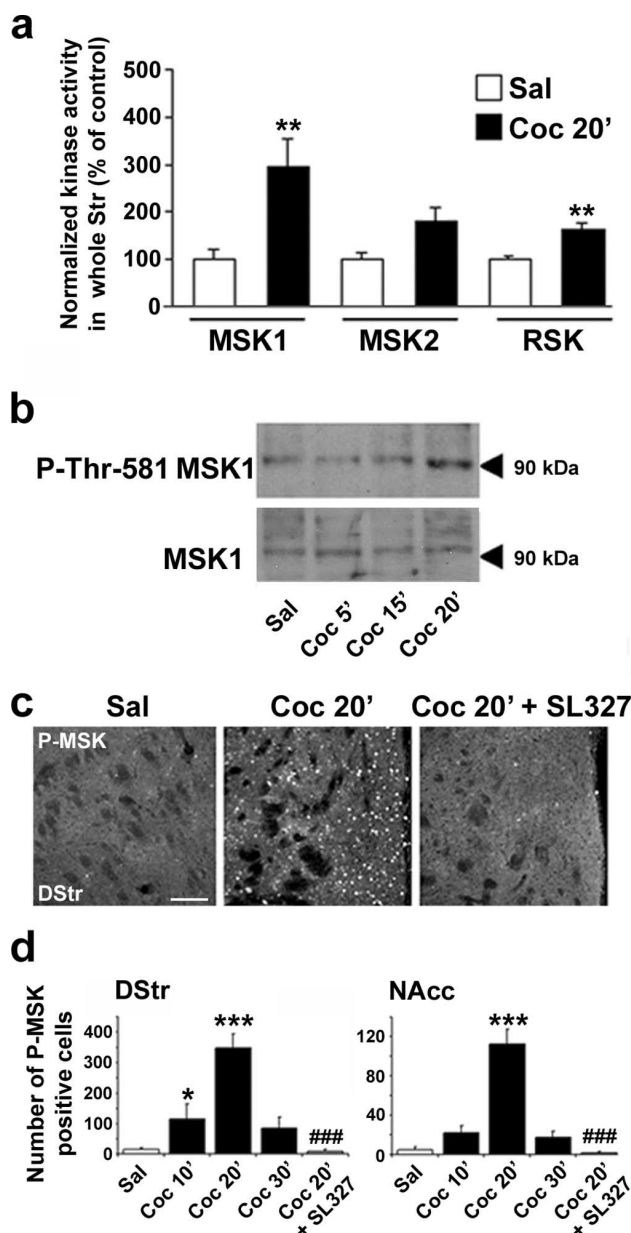 a
Normalized kinase activity
in whole Str (% of control)
500
400
300
200
100
0
**
**
Sal
Coc 20'
MSK1
MSK2
RSK
b
P-Thr-581 MSK1
90 kDa
MSK1
90 kDa
Sal
Coc 5'
Coc 15'
Coc 20'
c
Sal
Coc 20'
Coc 20' + SL327
P-MSK
DStr
d
Number of P-MSK
positive cells
DStr
400
300
200
100
0
*
***
###
Sal
Coc 10'
Coc 20'
Coc 30'
Coc 20'
+ SL327
NAcc
120
80
40
0
***
###
Sal
Coc 10'
Coc 20'
Coc 30'
Coc 20'
+ SL327